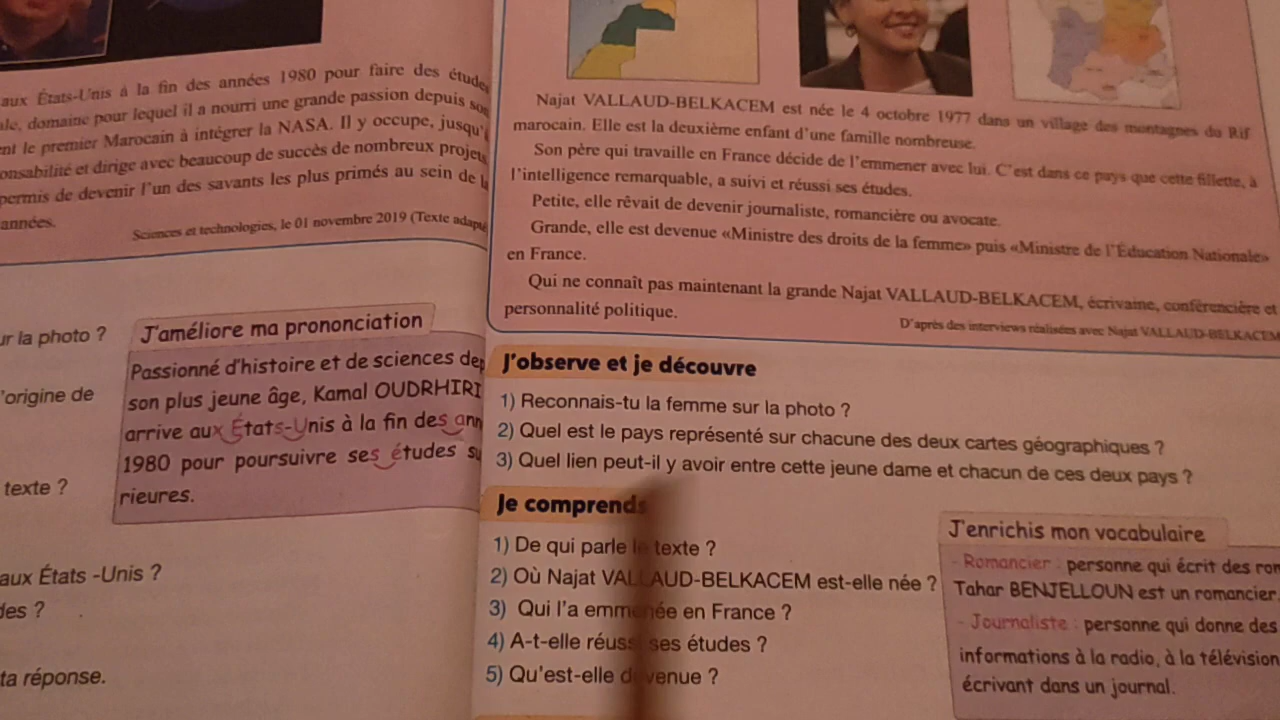 aux États-Unis à la fin des années 1980 pour faire des études
domaine pour lequel il a nourri une grande passion depuis son
le premier Marocain à intégrer la NASA. Il y occupe, jusqu'
et dirige avec beaucoup de succès de nombreux projets
permis de devenir l'un des savants les plus primés au sein de
années.
Sciences et technologies, le 01 novembre 2019 (Texte adapté
ur la photo ?
'origine de
texte ?
aux États -Unis ?
des ?
ta réponse.
J'améliore ma prononciation
Passionné d'histoire et de sciences dep
son plus jeune âge, Kamal OUDRHIRI
arrive aux États-Unis à la fin des ann
1980 pour poursuivre ses études su
rieures.
Najat VALLAUD-BELKACEM est née le 4 octobre 1977 dans un village des montagnes du Rif
marocain. Elle est la deuxième enfant d'une famille nombreuse.
Son père qui travaille en France décide de l'emmener avec lui. C'est dans ce pays que cette fillette, à
l'intelligence remarquable, a suivi et réussi ses études.
Petite, elle rêvait de devenir journaliste, romancière ou avocate.
Grande, elle est devenue «Ministre des droits de la femme» puis «Ministre de l'Éducation Nationale»
en France.
Qui ne connaît pas maintenant la grande Najat VALLAUD-BELKACEM, écrivaine, conférencière et
personnalité politique.
D'après des interviews réalisées avec Najat VALLAUD-BELKACEM
J'observe et je découvre
1) Reconnais-tu la femme sur la photo ?
2) Quel est le pays représenté sur chacune des deux cartes géographiques ?
3) Quel lien peut-il y avoir entre cette jeune dame et chacun de ces deux pays ?
Je comprends
1) De qui parle le texte ?
2) Où Najat VALLAUD-BELKACEM est-elle née ?
3) Qui l'a emmenée en France ?
4) A-t-elle réussi ses études ?
5) Qu'est-elle devenue ?
J'enrichis mon vocabulaire
- Romancier : personne qui écrit des rom
Tahar BENJELLOUN est un romancier
- Journaliste : personne qui donne des
informations à la radio, à la télévision
écrivant dans un journal.